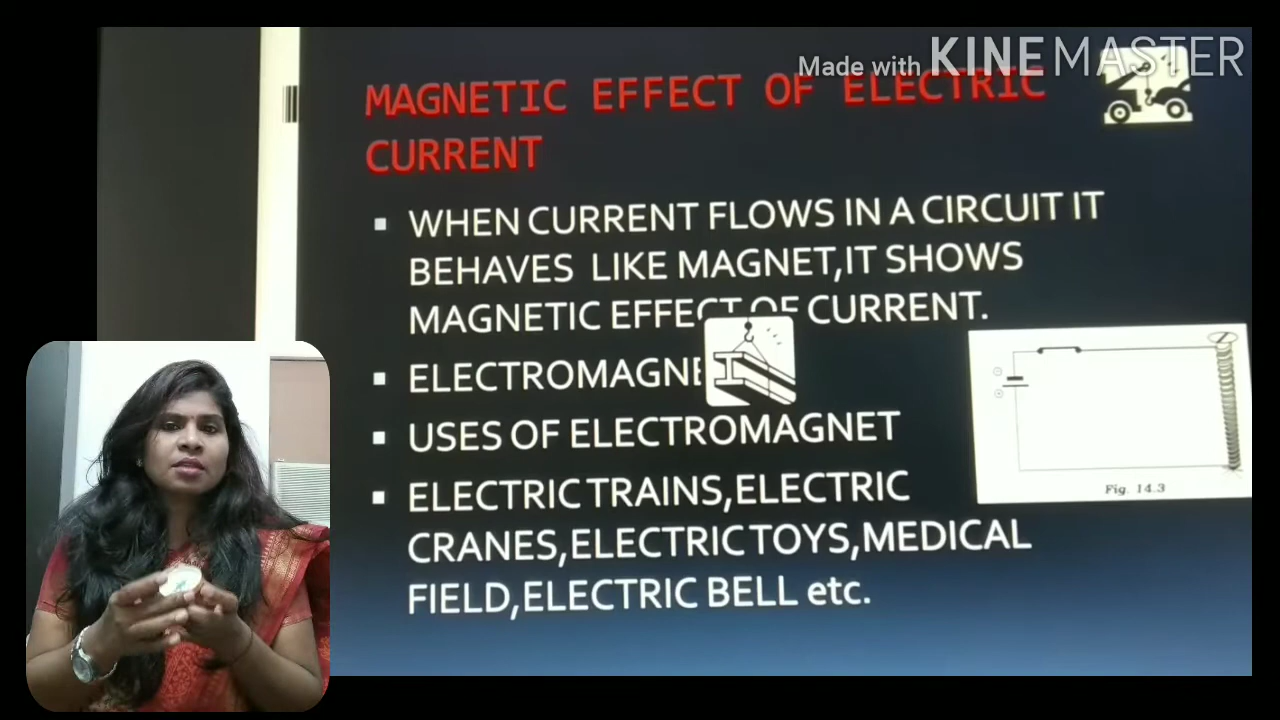 Made with KINEMASTER
MAGNETIC EFFECT OF ELECTRIC
CURRENT
WHEN CURRENT FLOWS IN A CIRCUIT IT
BEHAVES LIKE MAGNET,IT SHOWS
MAGNETIC EFFECT OF CURRENT.
ELECTROMAGNE
USES OF ELECTROMAGNET
ELECTRIC TRAINS,ELECTRIC
CRANES,ELECTRIC TOYS,MEDICAL
FIELD,ELECTRIC BELL etc.
Fig. 14.3